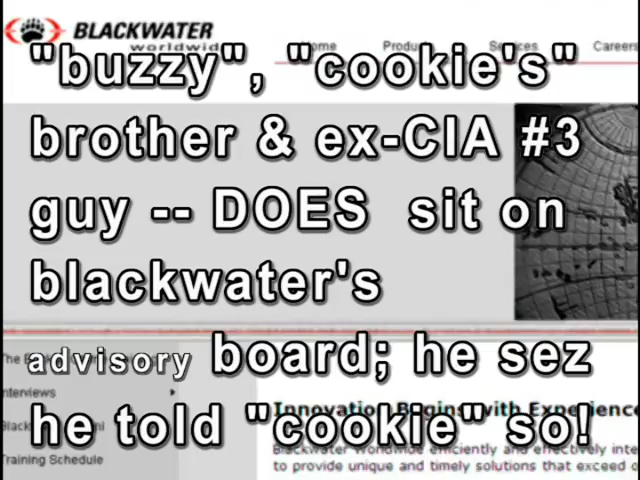 BLACKWATER
worldwide
Home Products Services Careers
"buzzy", "cookie's"
brother & ex-CIA #3
guy -- DOES sit on
blackwater's
advisory board; he sez
he told "cookie" so!
The
Interviews
Training Schedule
Innovation Begins with Experience
Blackwater Worldwide efficiently and effectively inte
to provide unique and timely solutions that exceed